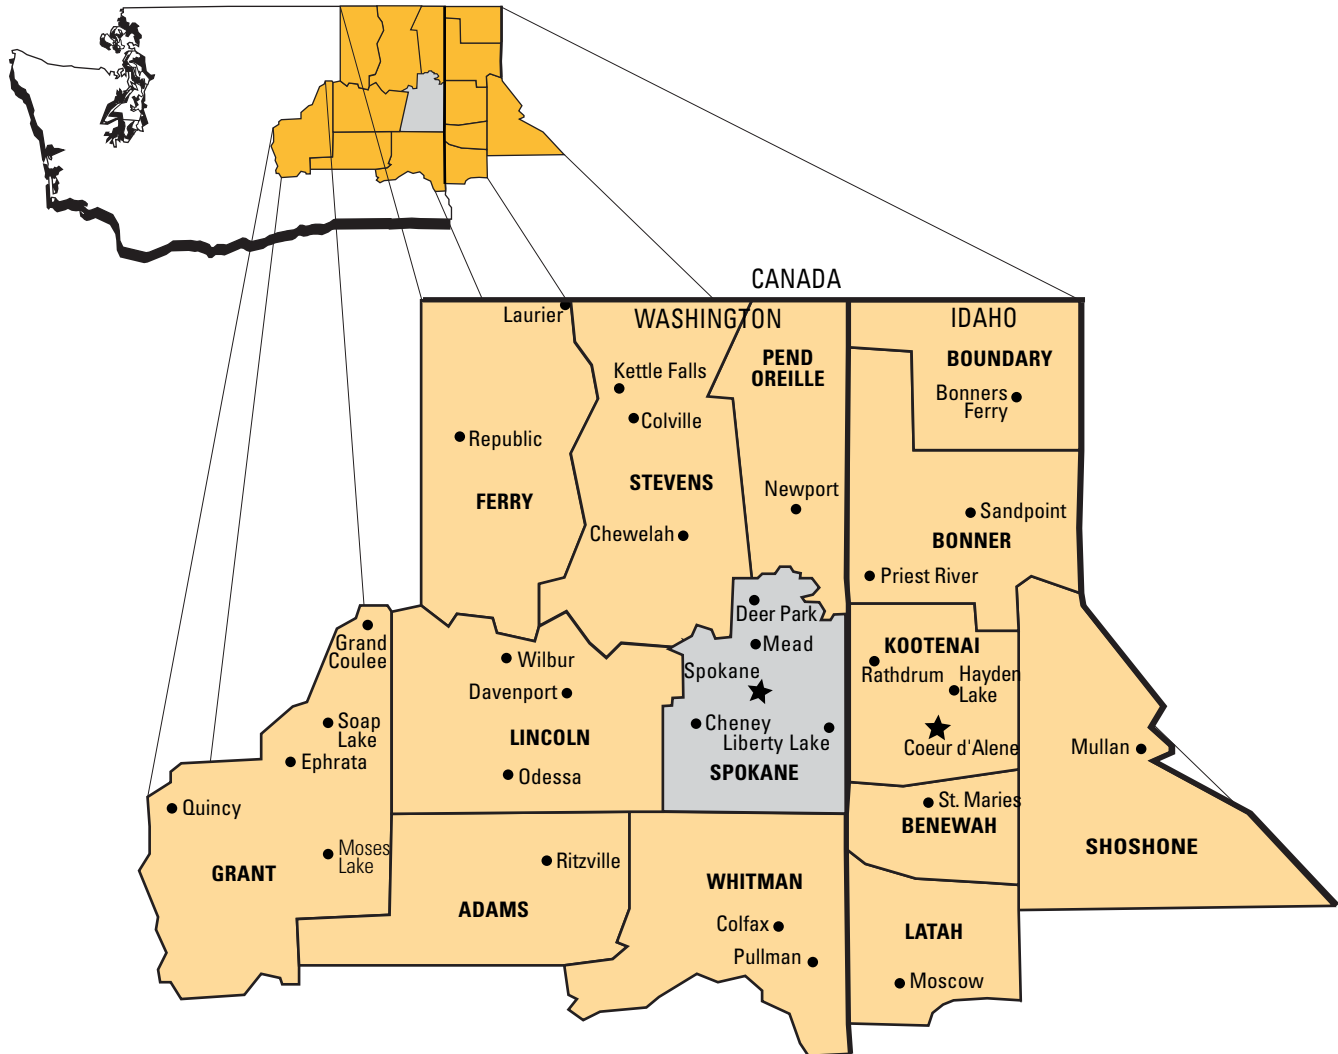 CANADA
WASHINGTON
IDAHO
Laurier
PEND
OREILLE
BOUNDARY
Kettle Falls
Bonners
Ferry
Colville
Republic
STEVENS
FERRY
Newport
Sandpoint
Chewelah
BONNER
Priest River
Deer Park
Grand
Coulee
Mead
KOOTENAI
Wilbur
Spokane
Rathdrum
Hayden
Lake
Davenport
Soap
Lake
Cheney
LINCOLN
Liberty Lake
Coeur d'Alene
Mullan
Ephrata
Odessa
SPOKANE
Quincy
St. Maries
BENEWAH
Moses
Lake
SHOSHONE
GRANT
Ritzville
WHITMAN
ADAMS
Colfax
LATAH
Pullman
Moscow